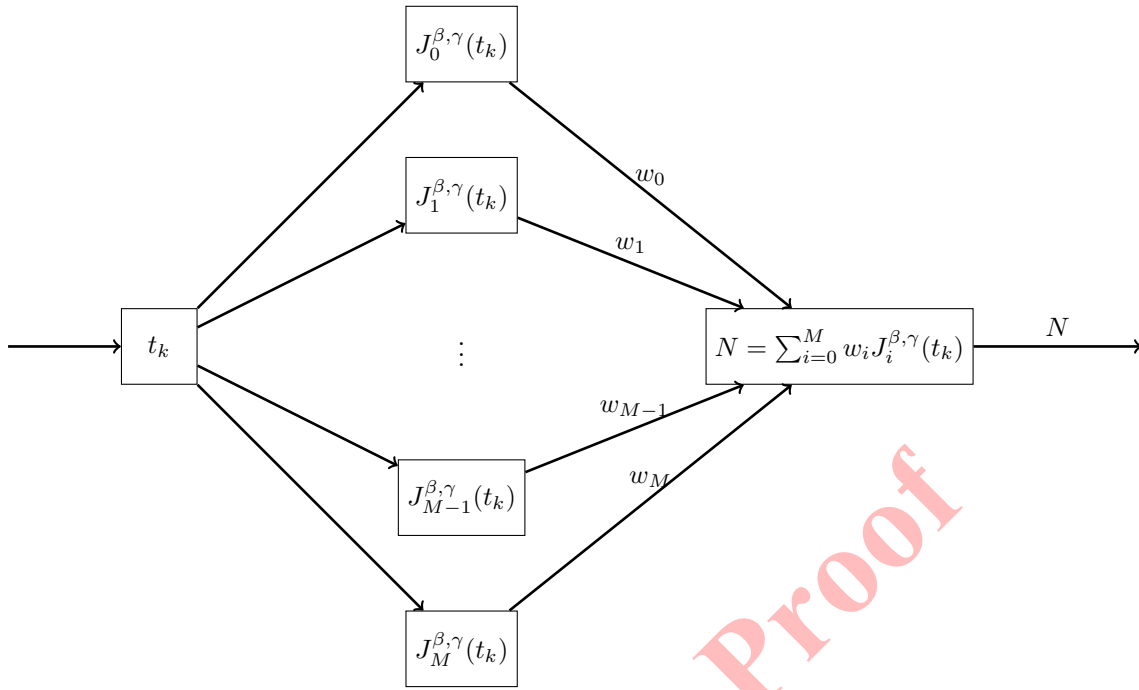 J_0^{β,γ}(t_k)
w_0
J_1^{β,γ}(t_k)
w_1
t_k
⋮
N = ∑_{i=0}^{M} w_i J_i^{β,γ}(t_k)
N
w_{M−1}
J_{M−1}^{β,γ}(t_k)
w_M
J_M^{β,γ}(t_k)
Proof